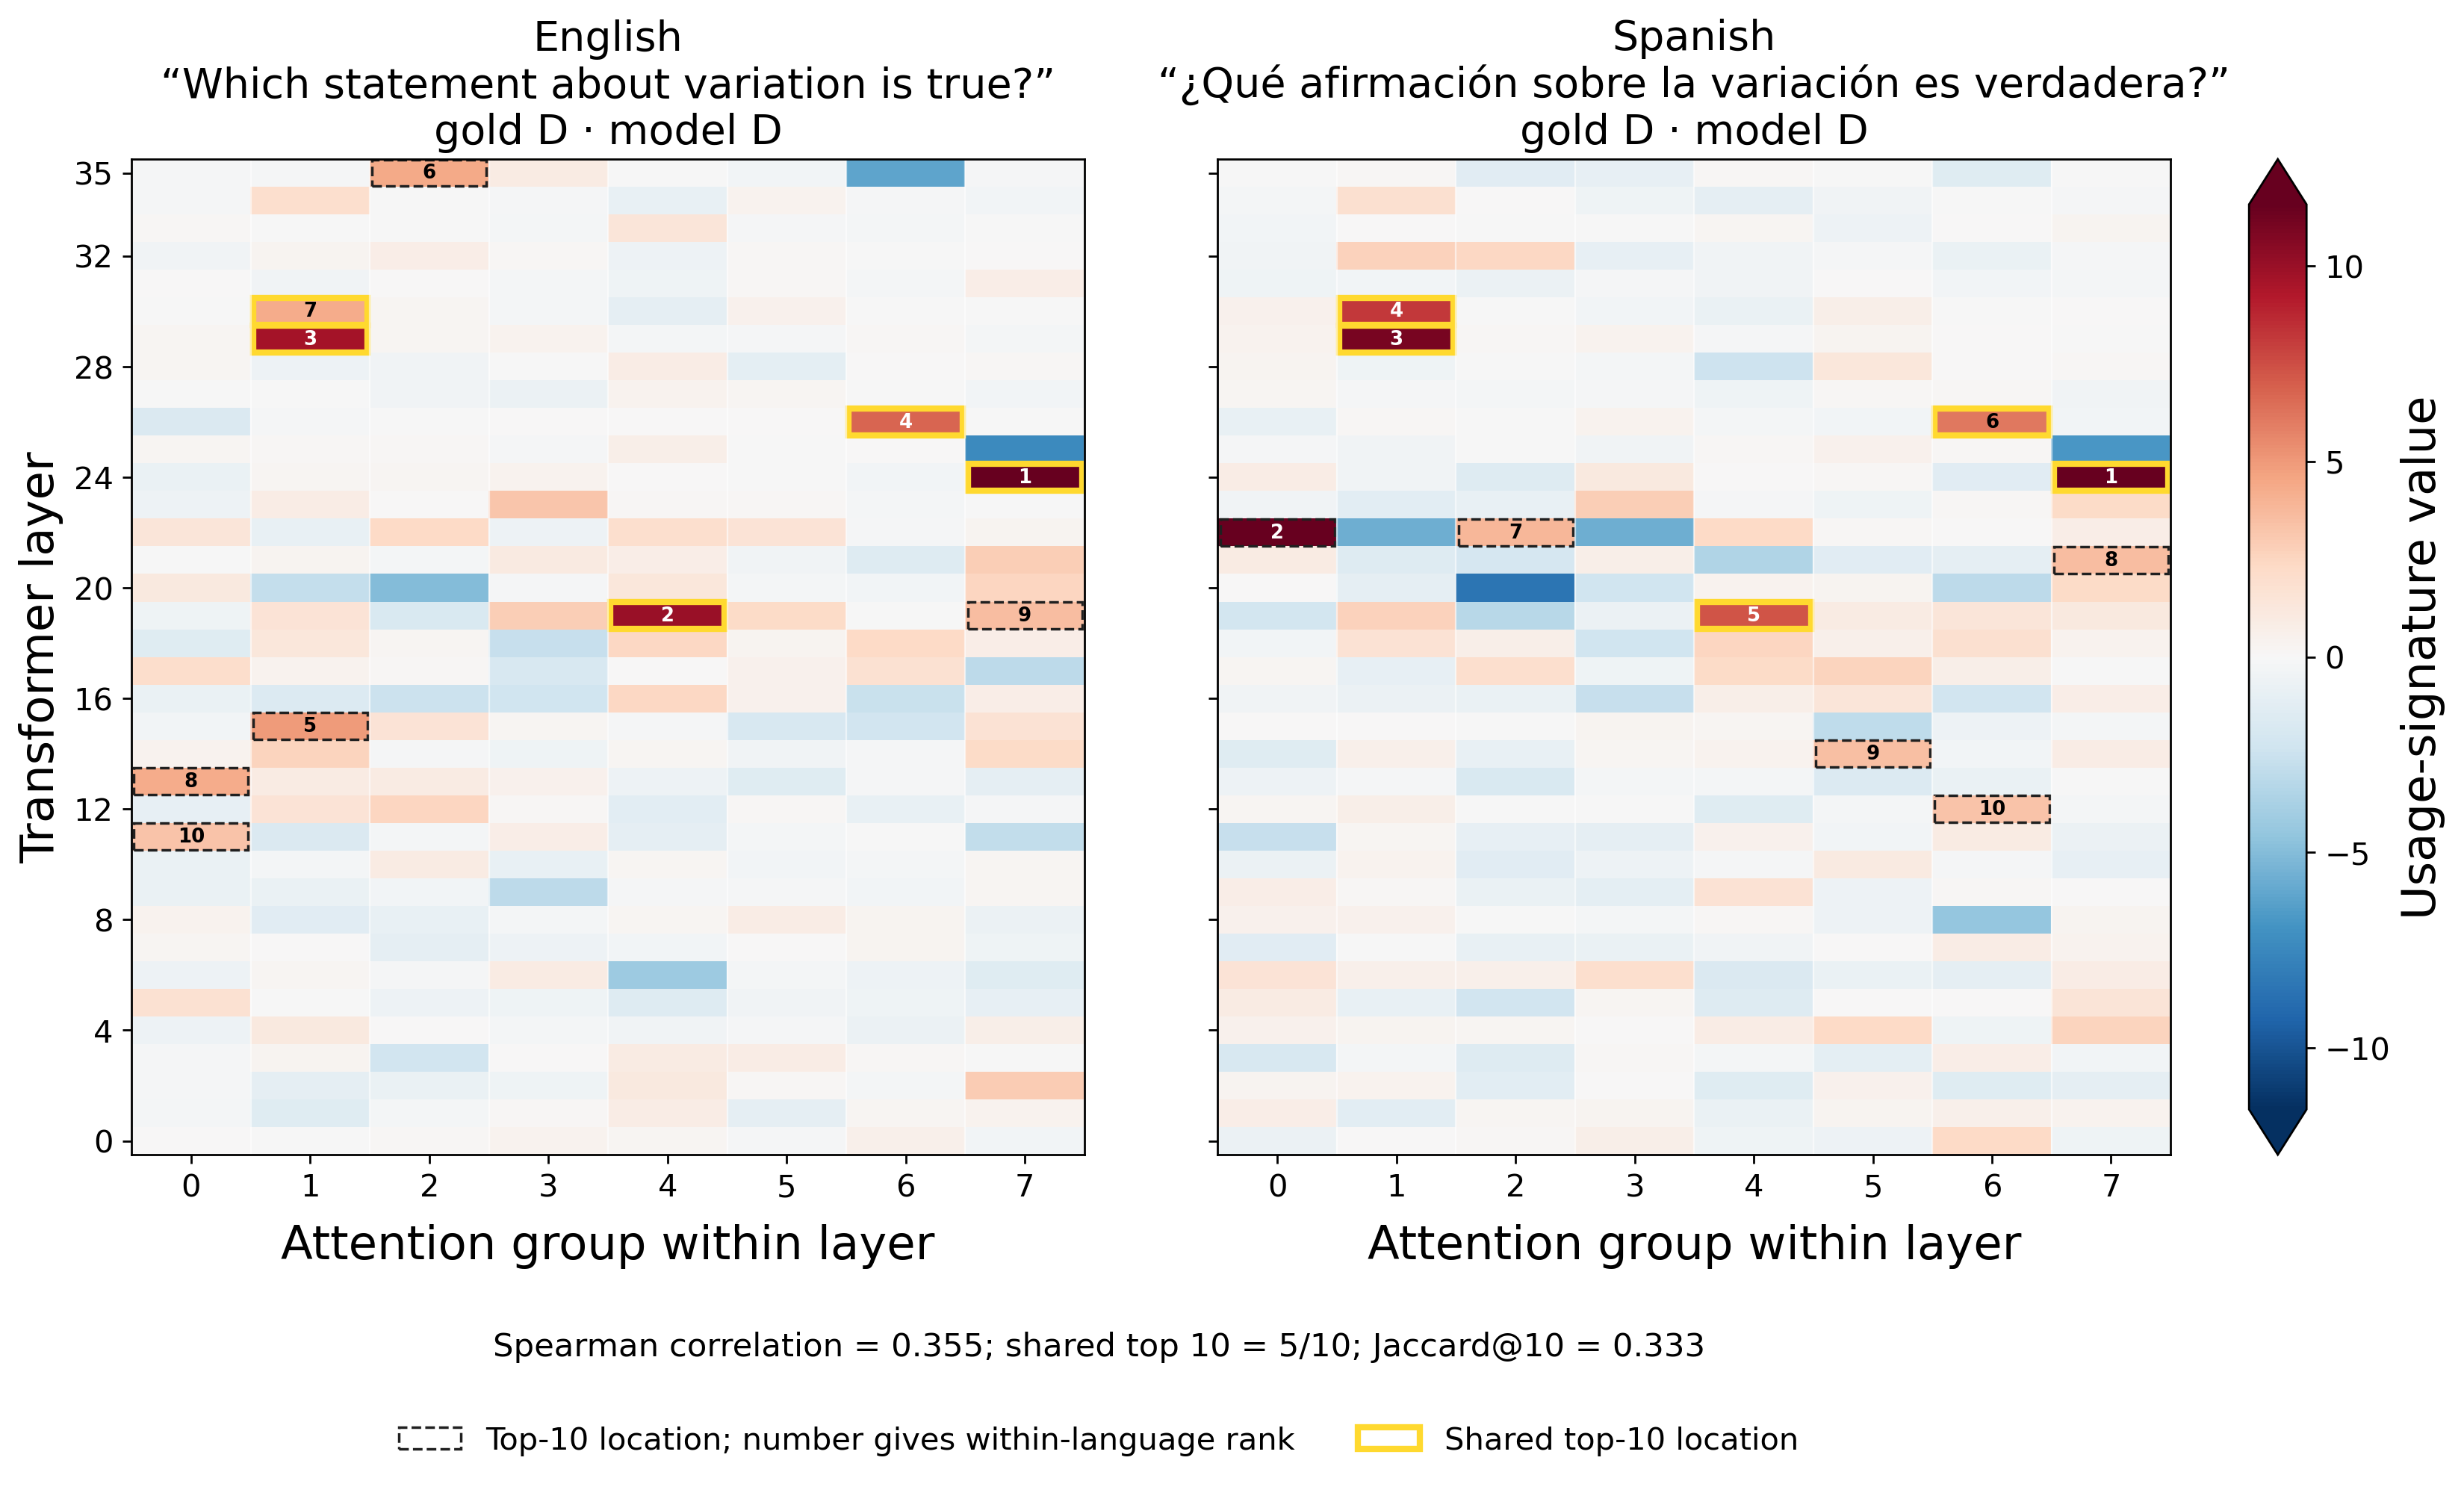 English
“Which statement about variation is true?”
gold D · model D
Spanish
“¿Qué afirmación sobre la variación es verdadera?”
gold D · model D
Transformer layer
35
32
28
24
20
16
12
8
4
0
6
7
3
4
1
2
9
5
8
10
0 1 2 3 4 5 6 7
Attention group within layer
4
3
6
1
2
7
8
5
9
10
0 1 2 3 4 5 6 7
Attention group within layer
10
5
0
−5
−10
Usage-signature value
Spearman correlation = 0.355; shared top 10 = 5/10; Jaccard@10 = 0.333
Top-10 location; number gives within-language rank
Shared top-10 location